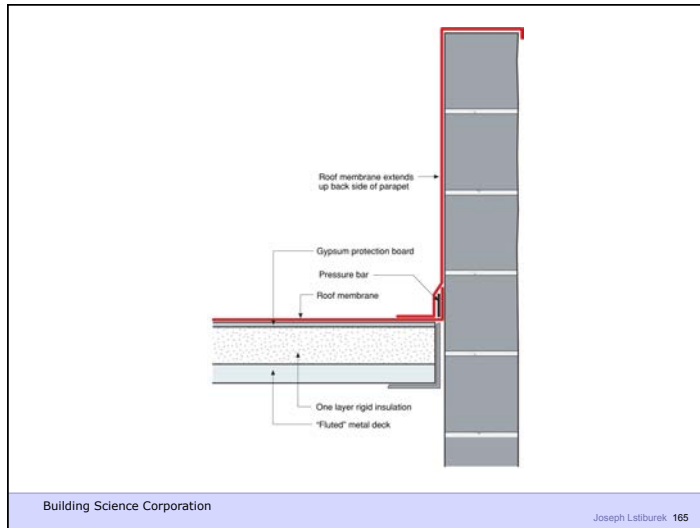 Roof membrane extends
up back side of parapet
Gypsum protection board
Pressure bar
Roof membrane
One layer rigid insulation
"Fluted" metal deck
Building Science Corporation
Joseph Lstiburek 165